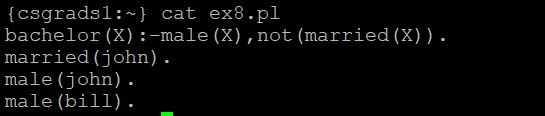 {csgrads1:~} cat ex8.pl
bachelor(X):-male(X),not(married(X)).
married(john).
male(john).
male(bill).